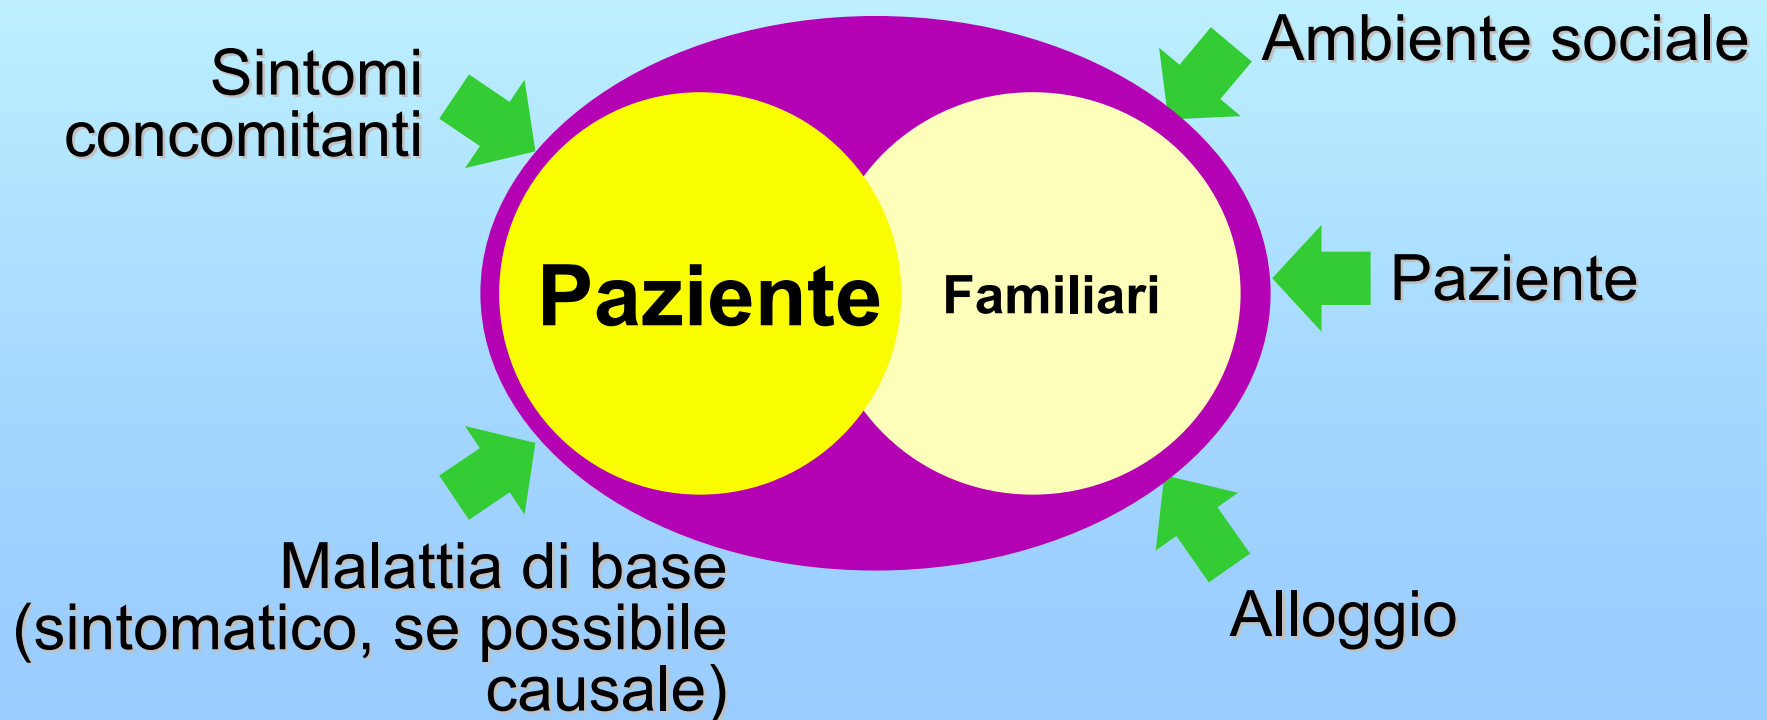 Sintomi
concomitanti
Ambiente sociale
Paziente
Familiari
Paziente
Malattia di base
(sintomatico, se possibile
causale)
Alloggio